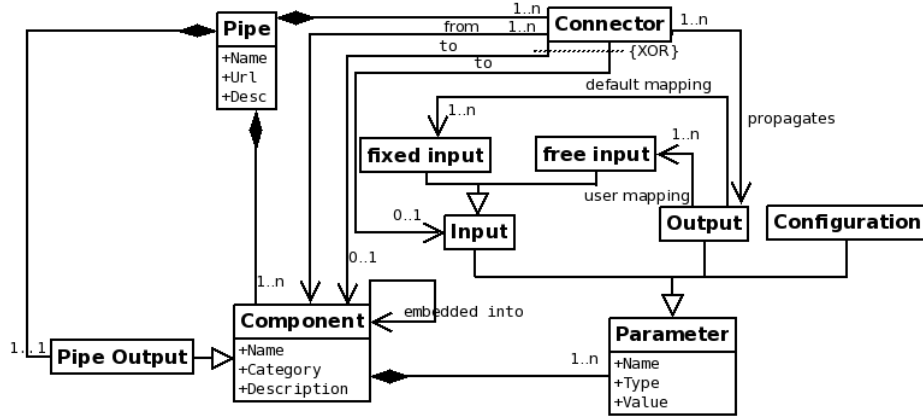 Pipe
+Name
+Url
+Desc
1..n
Connector
1..n
from
1..n
to
to
{XOR}
default mapping
1..n
propagates
fixed input
free input
1..n
user mapping
0..1
Input
Output
Configuration
0..1
1..n
Component
+Name
+Category
+Description
embedded into
1..1
Pipe Output
1..n
Parameter
+Name
+Type
+Value